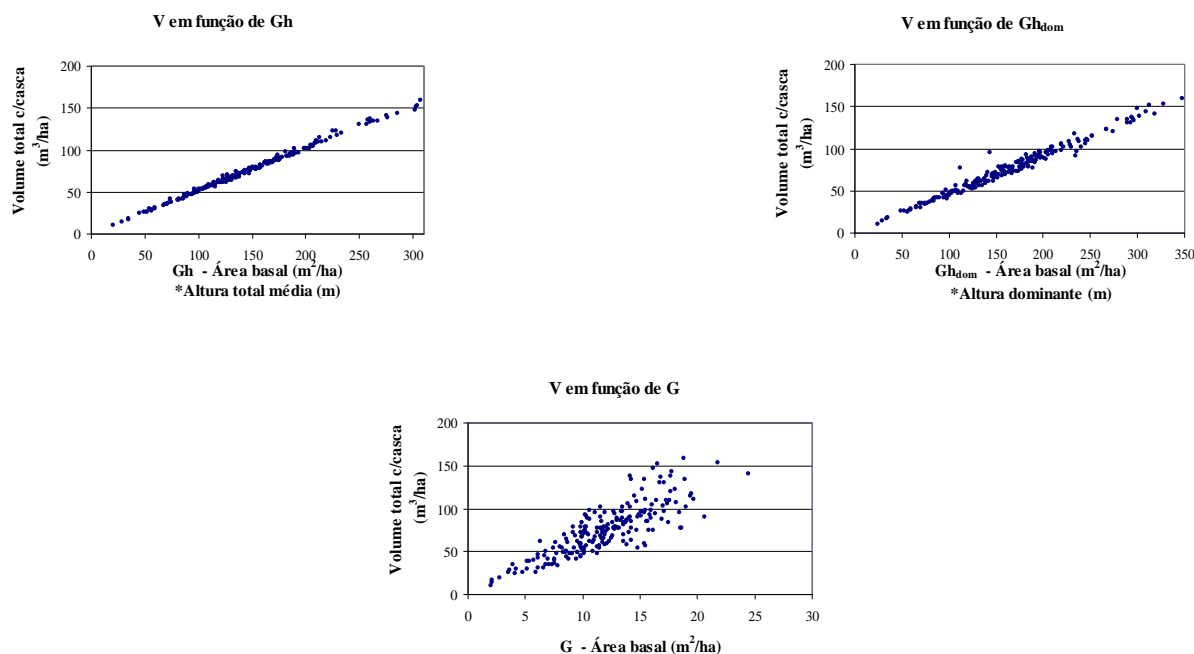 V em função de Gh
Volume total c/casca
(m³/ha)
200
150
100
50
0
0 50 100 150 200 250 300
Gh - Área basal (m²/ha)
*Altura total média (m)
V em função de Ghdom
Volume total c/casca
(m³/ha)
200
150
100
50
0
0 50 100 150 200 250 300 350
Ghdom - Área basal (m²/ha)
*Altura dominante (m)
V em função de G
Volume total c/casca
(m³/ha)
200
150
100
50
0
0 5 10 15 20 25 30
G - Área basal (m²/ha)